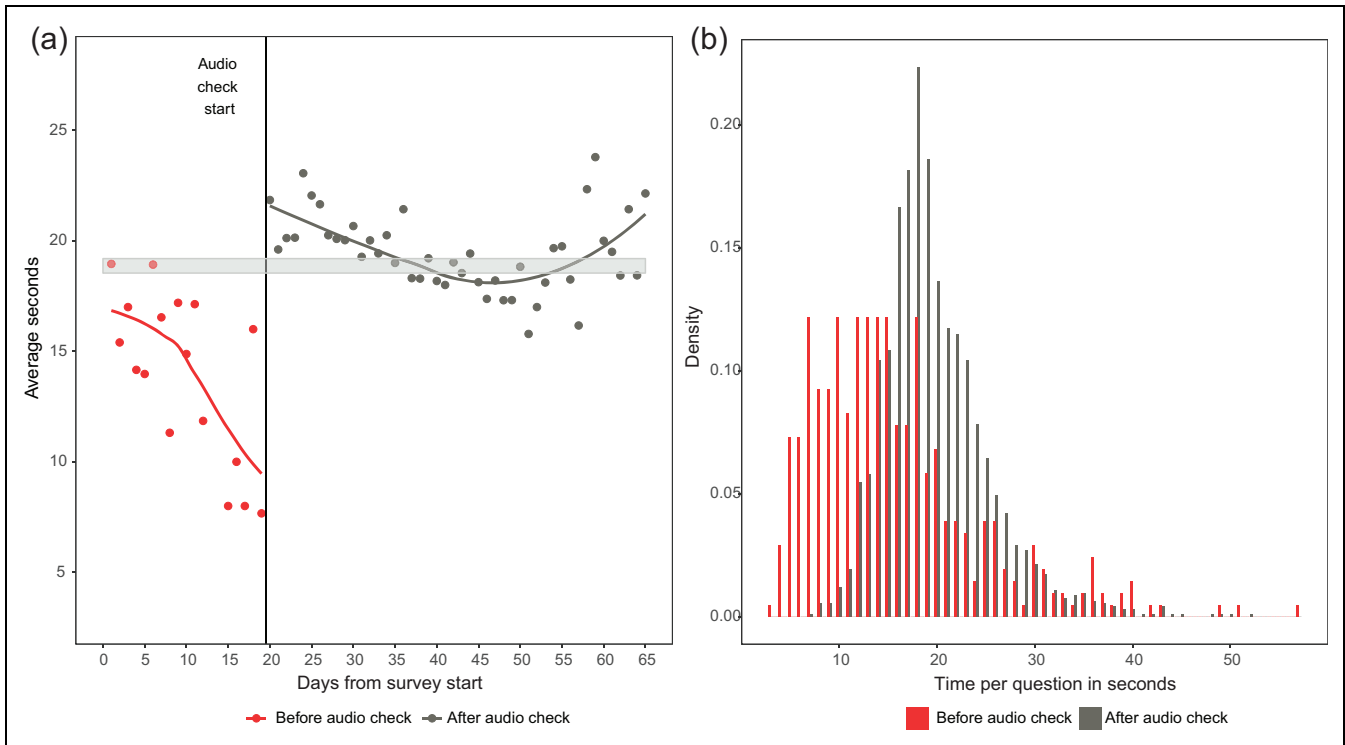 (a)
Audio
check
start
25
20
15
10
5
Average seconds
0 5 10 15 20 25 30 35 40 45 50 55 60 65
Days from survey start
Before audio check After audio check
(b)
0.20
0.15
0.10
0.05
0.00
Density
10 20 30 40 50
Time per question in seconds
Before audio check After audio check